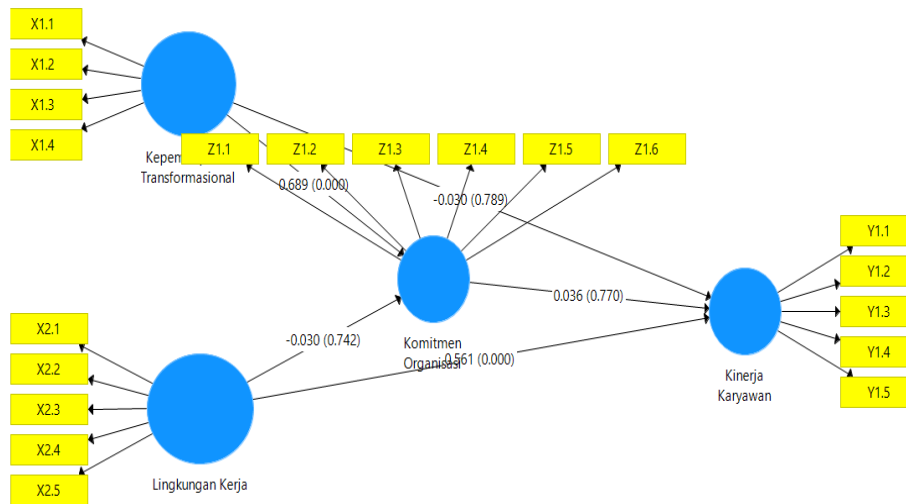 X1.1
X1.2
X1.3
X1.4
Transformasional
Z1.1
Z1.2
Z1.3
Z1.4
Z1.5
Z1.6
0.689 (0.000)
-0.030 (0.789)
Y1.1
Y1.2
Y1.3
Y1.4
Y1.5
0.036 (0.770)
-0.030 (0.742)
Komitmen
Organisasi
0.561 (0.000)
Kinerja
Karyawan
X2.1
X2.2
X2.3
X2.4
X2.5
Lingkungan Kerja